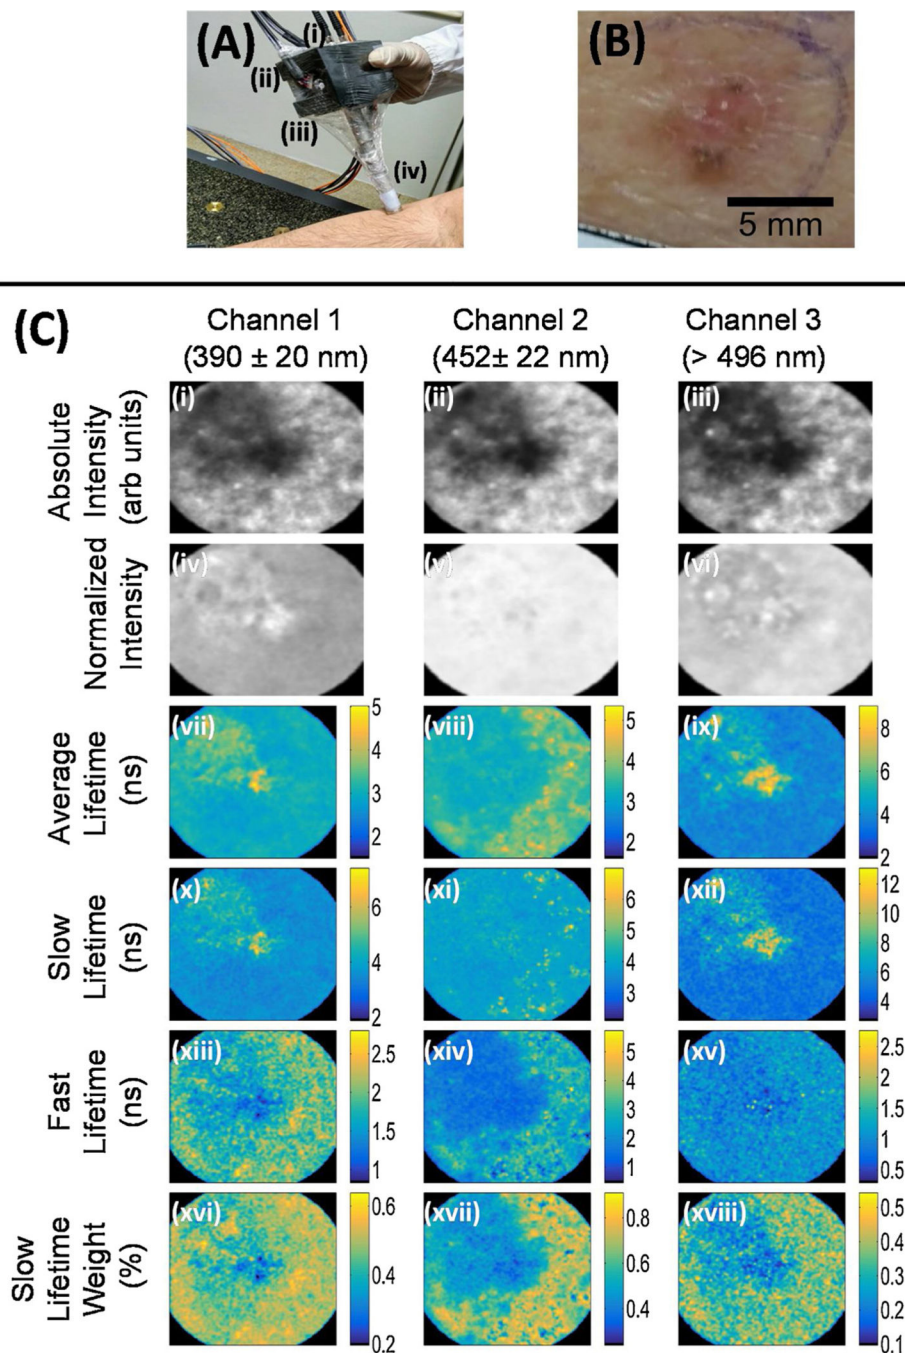 (A)
(i)
(ii)
(iii)
(iv)
(B)
5 mm
(C)
Channel 1
(390 ± 20 nm)
Channel 2
(452± 22 nm)
Channel 3
(> 496 nm)
Absolute
Intensity
(arb units)
(i)
(ii)
(iii)
Normalized
Intensity
(iv)
(v)
(vi)
Average
Lifetime
(ns)
(vii)
5
4
3
2
(viii)
5
4
3
2
(ix)
8
6
4
2
Slow
Lifetime
(ns)
(x)
6
4
2
(xi)
6
5
4
3
(xii)
12
10
8
6
4
Fast
Lifetime
(ns)
(xiii)
2.5
2
1.5
1
(xiv)
5
4
3
2
1
(xv)
2.5
2
1.5
1
0.5
Slow
Lifetime
Weight
(%)
(xvi)
0.6
0.4
0.2
(xvii)
0.8
0.6
0.4
(xviii)
0.5
0.4
0.3
0.2
0.1